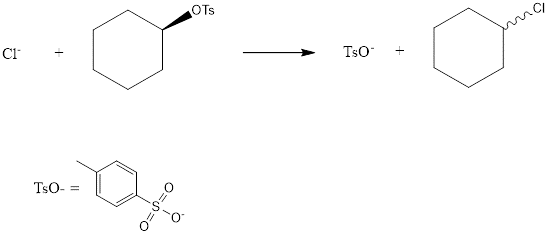 Cl- + OTs TsO- + Cl
TsO- = S O O O-